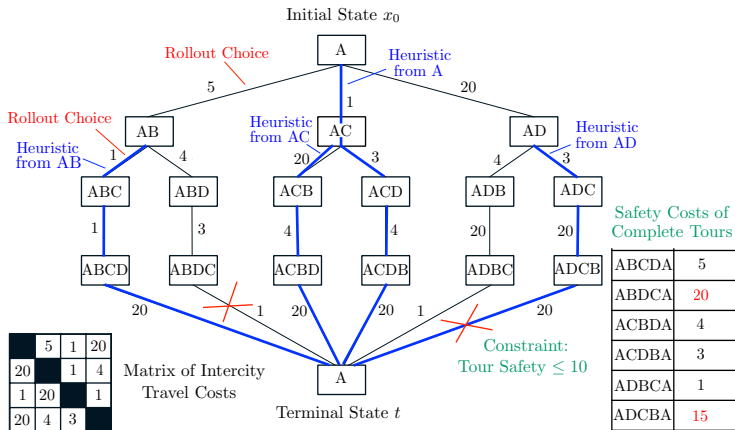 Initial State x₀
A
Rollout Choice
Heuristic
from A
5
1
20
Rollout Choice
AB
Heuristic
from AC
AC
AD
Heuristic
from AD
Heuristic
from AB
1
4
20
3
4
3
ABC
ABD
ACB
ACD
ADB
ADC
1
3
4
4
20
20
Safety Costs of
Complete Tours
ABCD
ABDC
ACBD
ACDB
ADBC
ADCB
20
1
20
20
1
20
ABCDA 5
ABDCA 20
ACBDA 4
ACDBA 3
ADBCA 1
ADCBA 15
Constraint:
Tour Safety ≤ 10
5 1 20
20 1 4
1 20 1
20 4 3
Matrix of Intercity
Travel Costs
A
Terminal State t